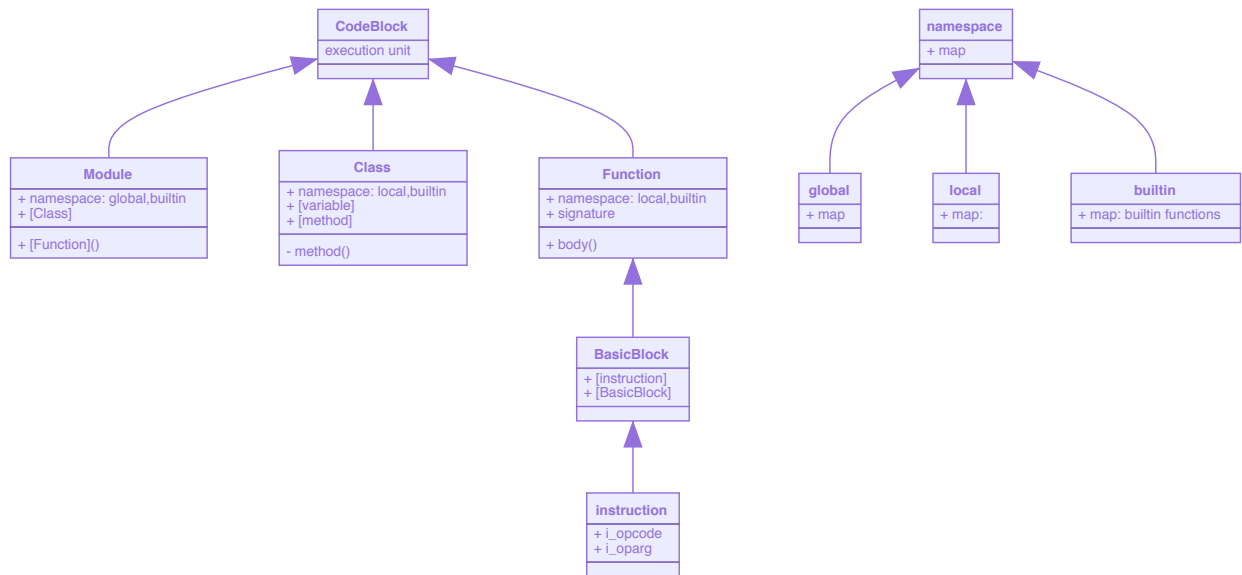 CodeBlock
execution unit
namespace
+ map
Module
+ namespace: global,builtin
+ [Class]
+ [Function]()
Class
+ namespace: local,builtin
+ [variable]
+ [method]
- method()
Function
+ namespace: local,builtin
+ signature
+ body()
global
+ map
local
+ map:
builtin
+ map: builtin functions
BasicBlock
+ [instruction]
+ [BasicBlock]
instruction
+ i_opcode
+ i_oparg